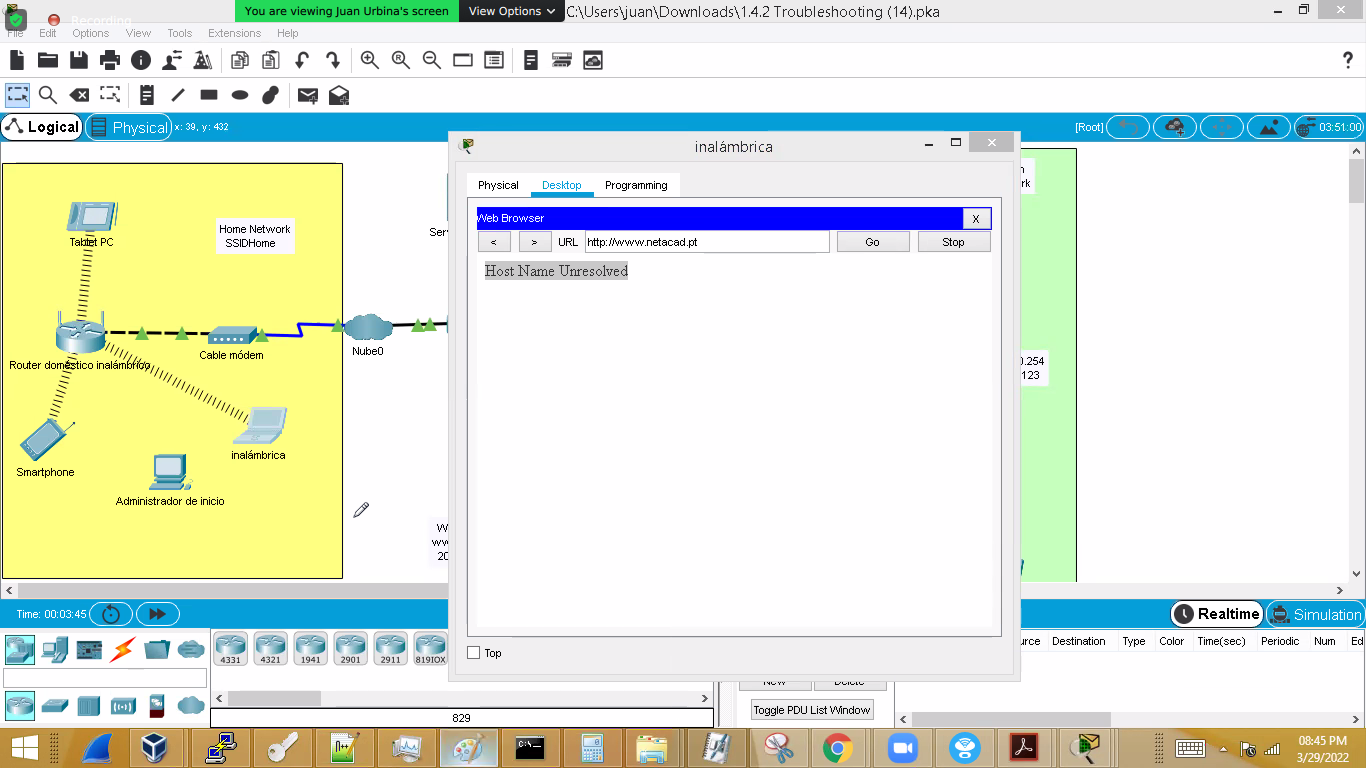 You are viewing Juan Urbina's screen
View Options
C:\Users\juan\Downloads\1.4.2 Troubleshooting (14).pka
Recording
File Edit Options View Tools Extensions Help
Logical
Physical
x: 39, y: 432
[Root]
03:51:00
inalámbrica
Physical Desktop Programming
Web Browser
X
< > URL http://www.netacad.pt Go Stop
Host Name Unresolved
Top
Tablet PC
Home Network
SSIDHome
Serv
Router doméstico inalámbrico
Cable módem
Nube0
Smartphone
inalámbrica
Administrador de inicio
W
ww
20
rk
0.254
123
Time: 00:03:45
Realtime
Simulation
4331 4321 1941 2901 2911 819IOX
829
Destination Type Color Time(sec) Periodic Num Ed
New Delete
Toggle PDU List Window
08:45 PM
3/29/2022